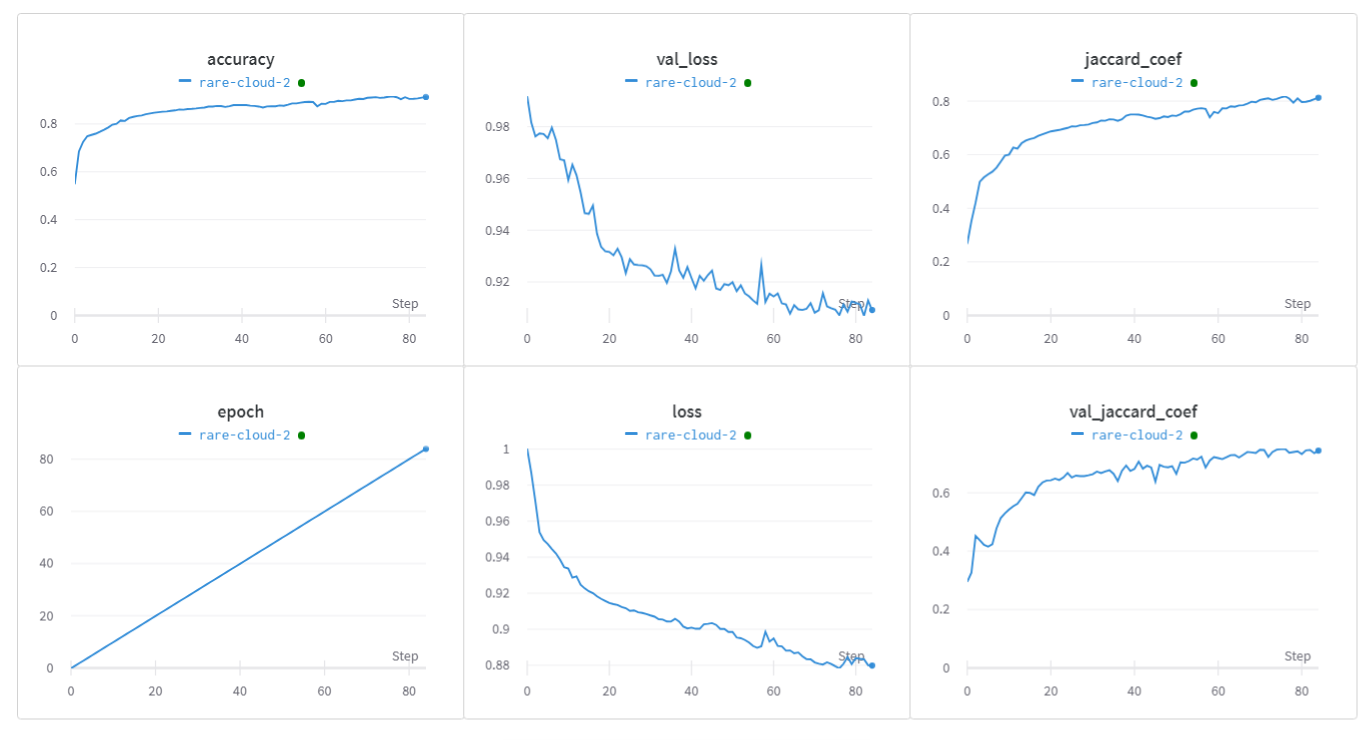 accuracy
rare-cloud-2
0.8
0.6
0.4
0.2
0
Step
0 20 40 60 80
val_loss
rare-cloud-2
0.98
0.96
0.94
0.92
Step
0 20 40 60 80
jaccard_coef
rare-cloud-2
0.8
0.6
0.4
0.2
0
Step
0 20 40 60 80
epoch
rare-cloud-2
80
60
40
20
0
Step
0 20 40 60 80
loss
rare-cloud-2
1
0.98
0.96
0.94
0.92
0.9
0.88
Step
0 20 40 60 80
val_jaccard_coef
rare-cloud-2
0.6
0.4
0.2
0
Step
0 20 40 60 80